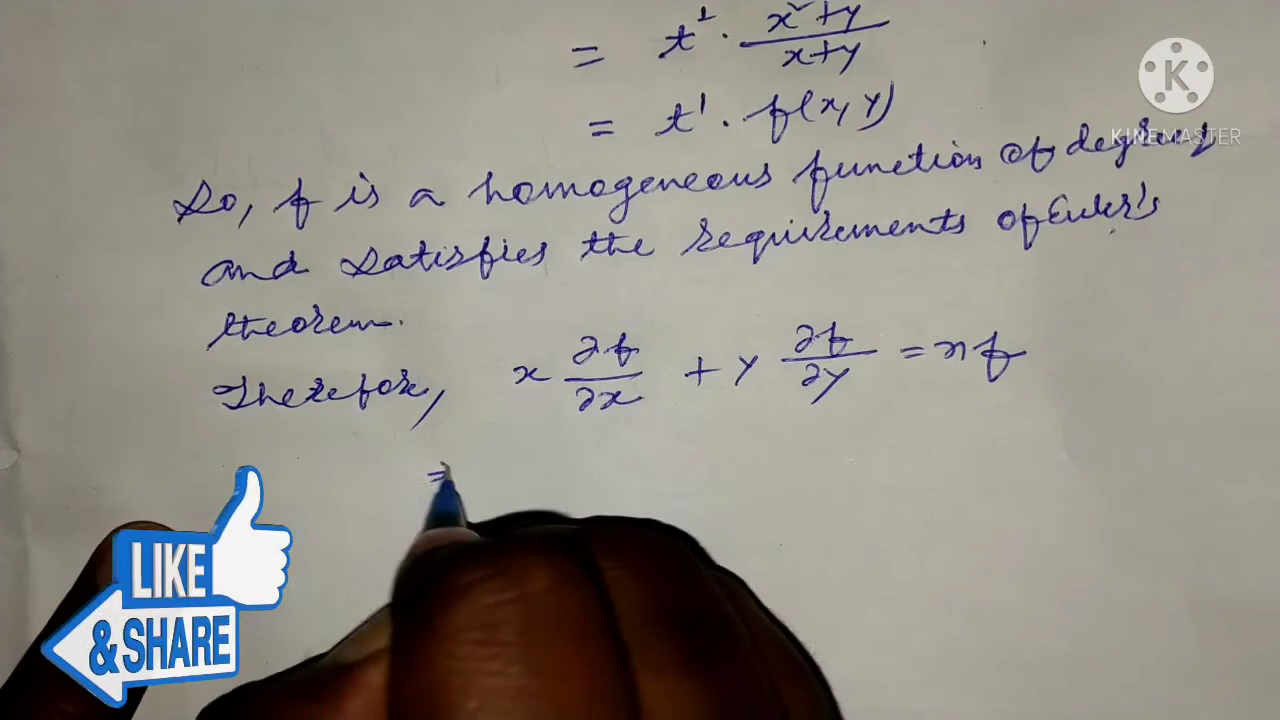 = t¹ · x²+y / x+y
= t¹ · f(x, y)
KINEMASTER
So, f is a homogeneous function of degree 1
and satisfies the requirements of Euler's
theorem.
Therefore, x ∂f/∂x + y ∂f/∂y = nf
=
LIKE
& SHARE